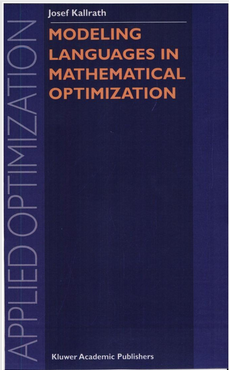 Josef Kallrath
MODELING
LANGUAGES IN
MATHEMATICAL
OPTIMIZATION
APPLIED OPTIMIZATION
Kluwer Academic Publishers